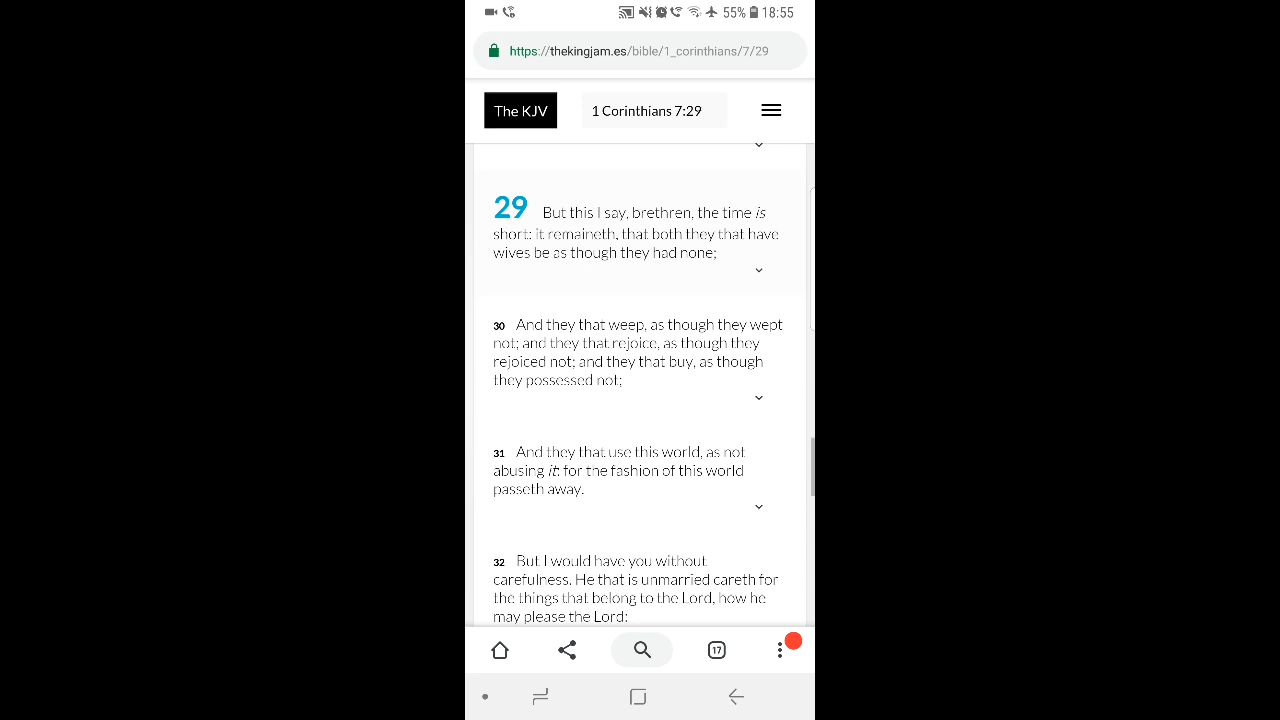 55% 18:55
https://thekingjam.es/bible/1_corinthians/7/29
The KJV 1 Corinthians 7:29
29 But this I say, brethren, the time is
short: it remaineth, that both they that have
wives be as though they had none;
30 And they that weep, as though they wept
not; and they that rejoice, as though they
rejoiced not; and they that buy, as though
they possessed not;
31 And they that use this world, as not
abusing it: for the fashion of this world
passeth away.
32 But I would have you without
carefulness. He that is unmarried careth for
the things that belong to the Lord, how he
may please the Lord:
17